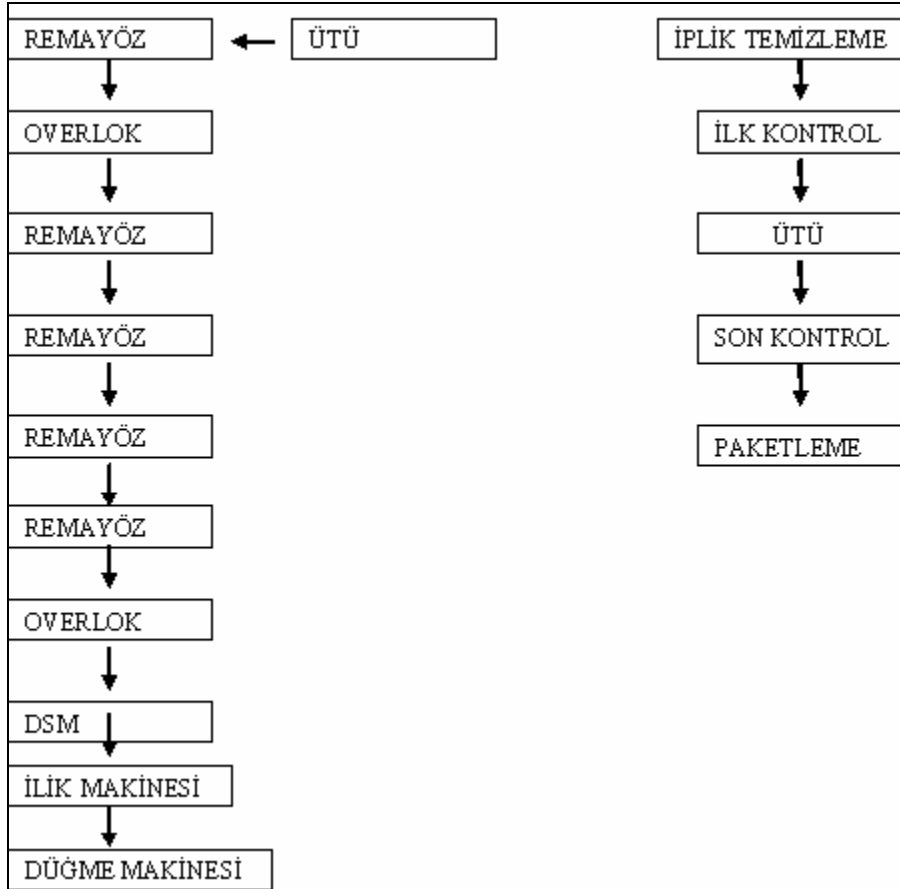 REMAYÖZ
ÜTÜ
İPLİK TEMİZLEME
OVERLOK
İLK KONTROL
REMAYÖZ
ÜTÜ
REMAYÖZ
SON KONTROL
REMAYÖZ
PAKETLEME
REMAYÖZ
OVERLOK
DSM
İLİK MAKİNESİ
DÜĞME MAKİNESİ